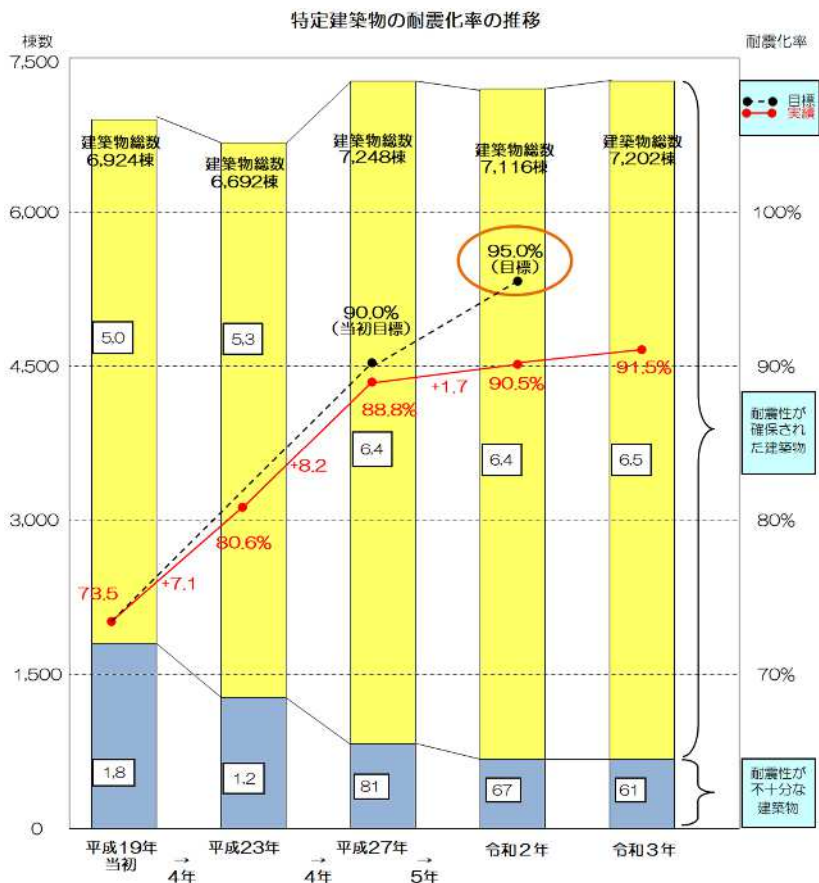 特定建築物の耐震化率の推移
棟数
耐震化率
7,500
6,000
4,500
3,000
1,500
0
100%
90%
80%
70%
目標
実績
建築物総数
6,924棟
建築物総数
6,692棟
建築物総数
7,248棟
建築物総数
7,116棟
建築物総数
7,202棟
95.0%
(目標)
90.0%
(当初目標)
5,0
5,3
6.4
6.4
6.5
73.5
+7.1
80.6%
+8.2
88.8%
+1.7
90.5%
91.5%
耐震性が
確保され
た建築物
1,8
1.2
81
67
61
耐震性が
不十分な
建築物
平成19年
当初
→
4年
平成23年
→
4年
平成27年
→
5年
令和2年
令和3年